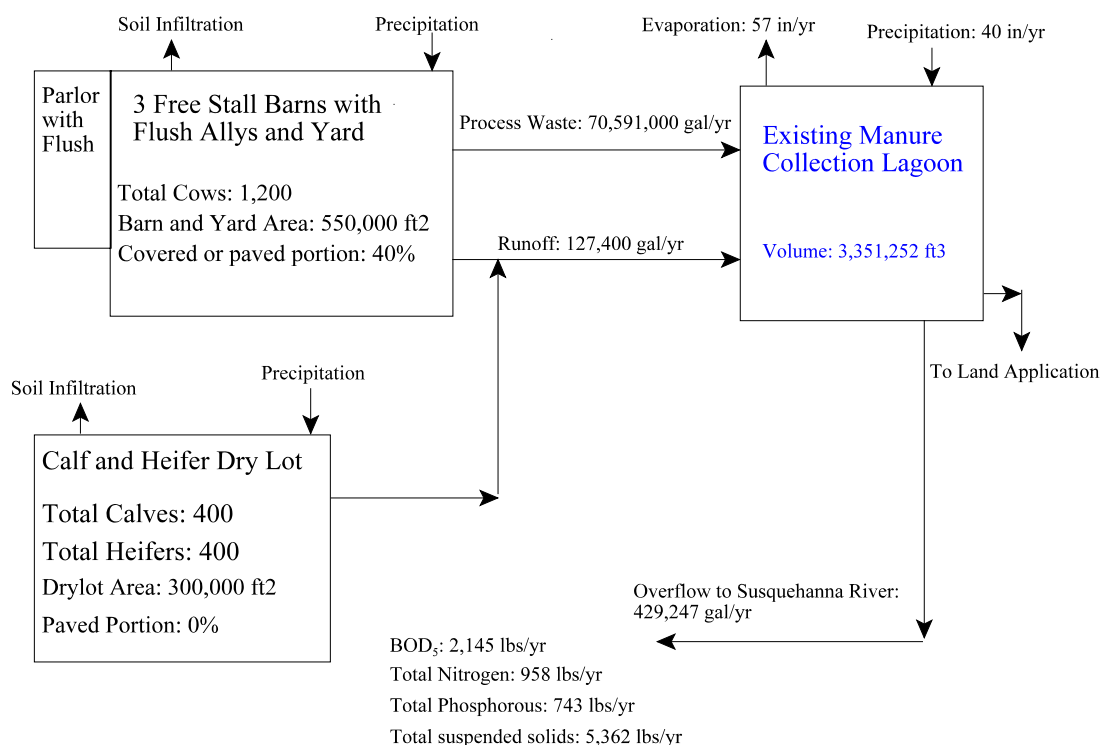 Soil Infiltration
Precipitation
Evaporation: 57 in/yr
Precipitation: 40 in/yr
Parlor
with
Flush
3 Free Stall Barns with
Flush Allys and Yard
Total Cows: 1,200
Barn and Yard Area: 550,000 ft2
Covered or paved portion: 40%
Process Waste: 70,591,000 gal/yr
Runoff: 127,400 gal/yr
Existing Manure
Collection Lagoon
Volume: 3,351,252 ft3
To Land Application
Soil Infiltration
Precipitation
Calf and Heifer Dry Lot
Total Calves: 400
Total Heifers: 400
Drylot Area: 300,000 ft2
Paved Portion: 0%
Overflow to Susquehanna River:
429,247 gal/yr
BOD₅: 2,145 lbs/yr
Total Nitrogen: 958 lbs/yr
Total Phosphorous: 743 lbs/yr
Total suspended solids: 5,362 lbs/yr